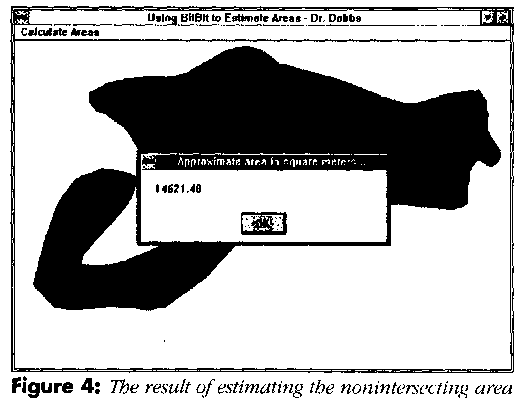 Using BitBlt to Estimate Areas - Dr. Dobbs
Calculate Areas
Approximate area in square meters...
14621.40
OK
Figure 4: The result of estimating the nonintersecting area